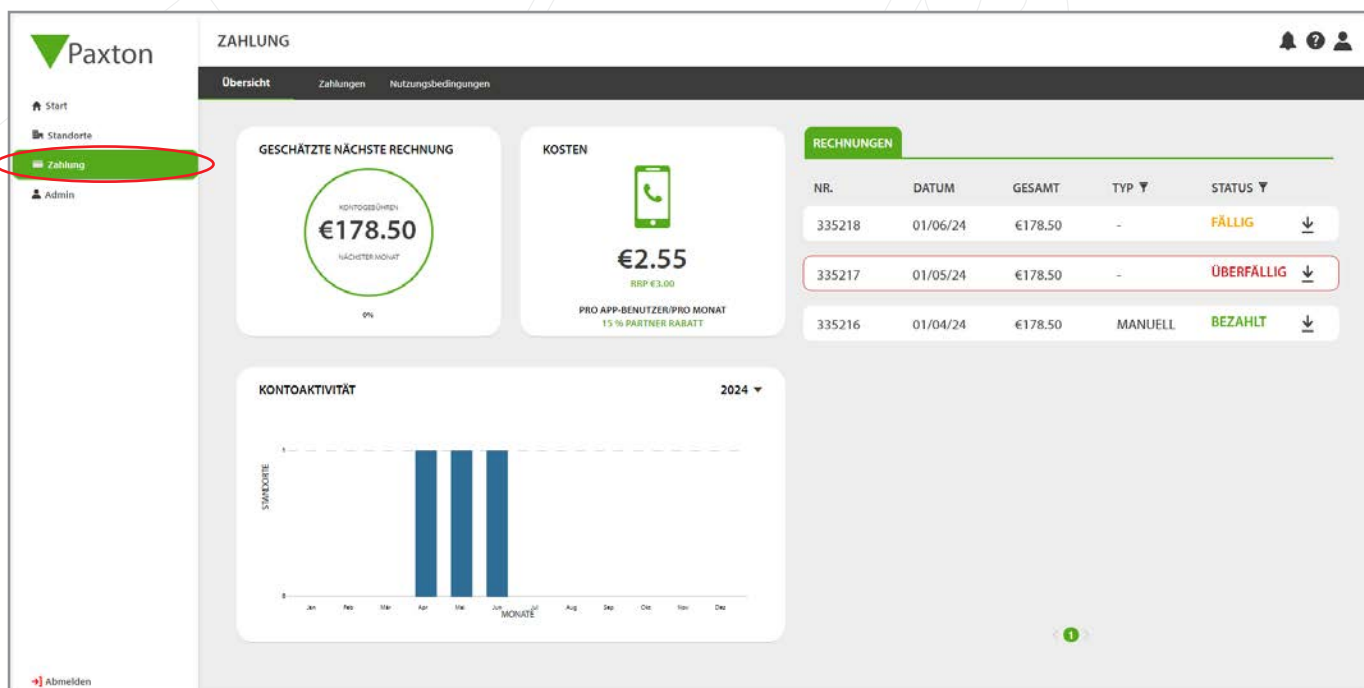 Paxton
Start
Standorte
Zahlung
Admin
Abmelden
ZAHLUNG
Übersicht Zahlungen Nutzungsbedingungen
GESCHÄTZTE NÄCHSTE RECHNUNG
KONTOGEBÜHREN
€178.50
NÄCHSTER MONAT
0%
KOSTEN
€2.55
RRP €3.00
PRO APP-BENUTZER/PRO MONAT
15 % PARTNER RABATT
RECHNUNGEN
NR. DATUM GESAMT TYP STATUS
335218 01/06/24 €178.50 - FÄLLIG
335217 01/05/24 €178.50 - ÜBERFÄLLIG
335216 01/04/24 €178.50 MANUELL BEZAHLT
1
KONTOAKTIVITÄT 2024
STANDORTE
1
0
Jan Feb Mär Apr Mai Jun Jul Aug Sep Okt Nov Dez
MONATE